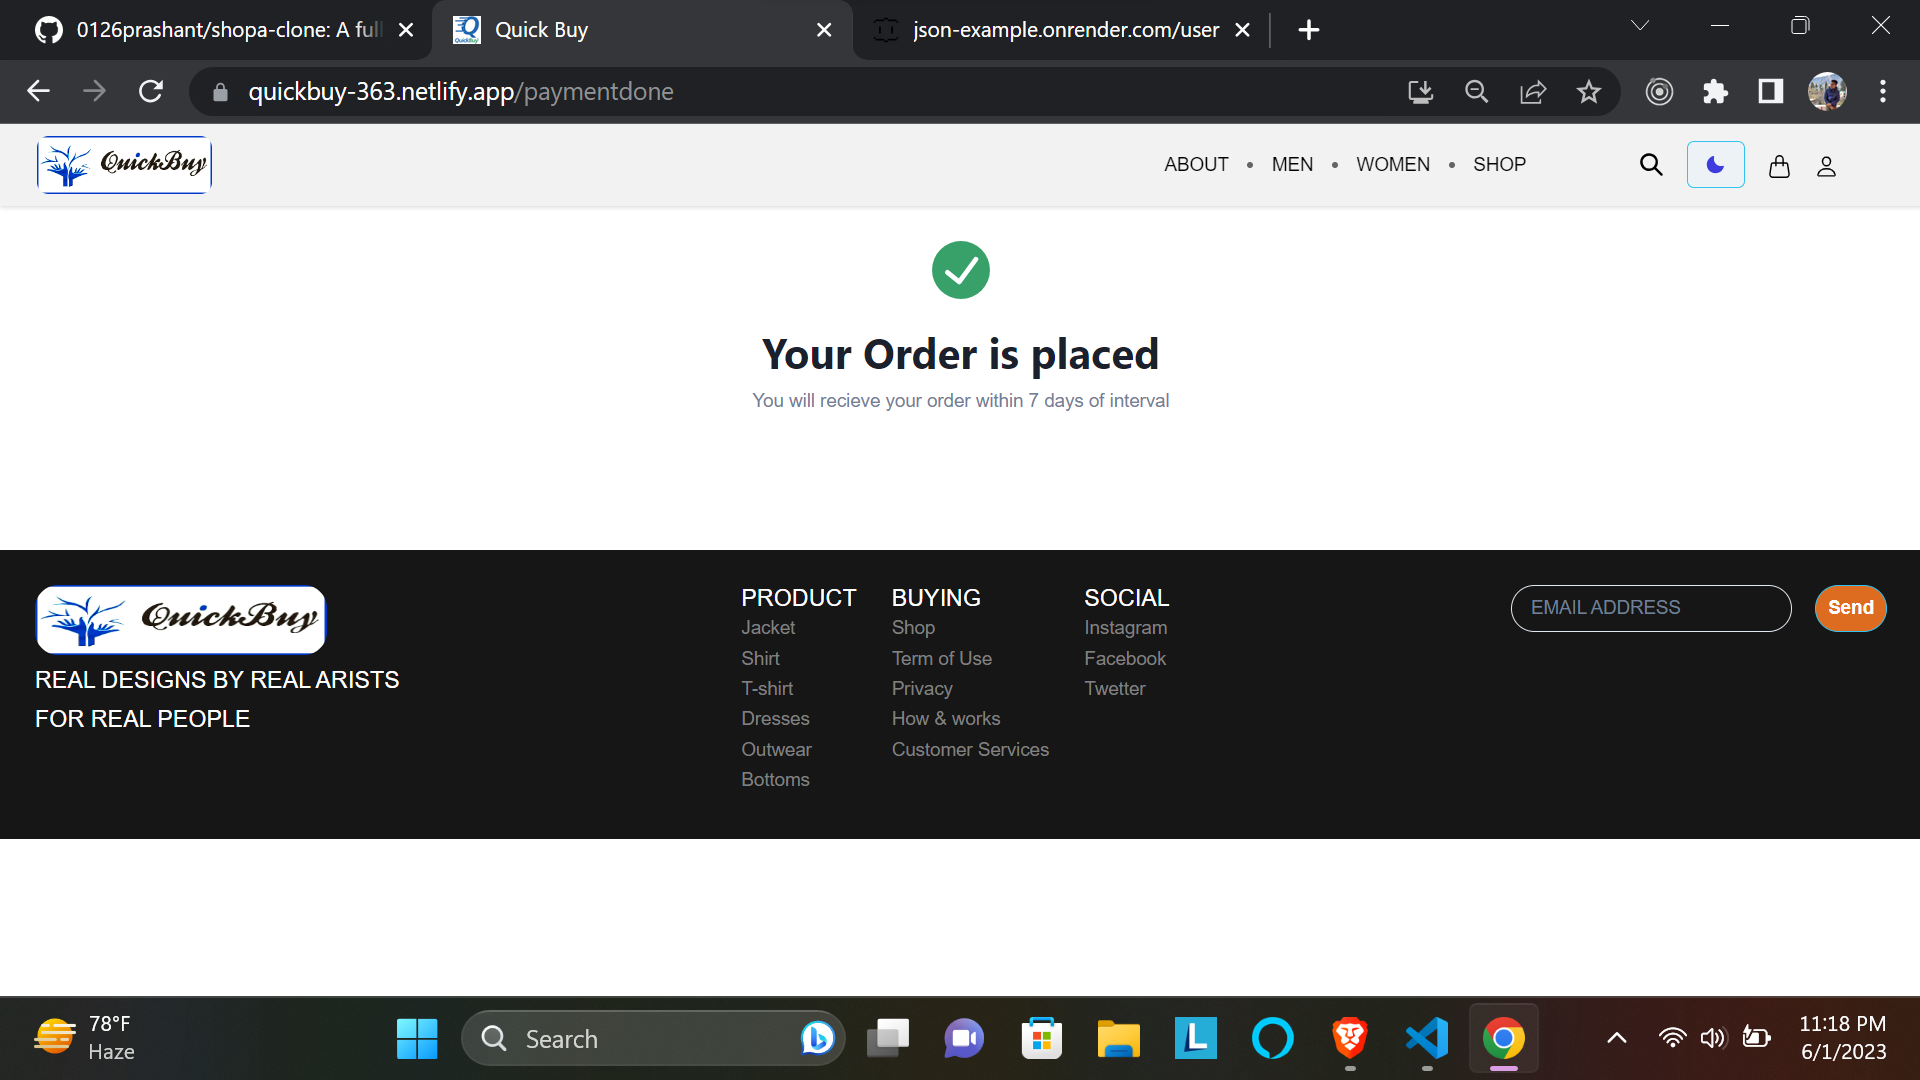 0126prashant/shopa-clone: A full
Quick Buy
json-example.onrender.com/user
quickbuy-363.netlify.app/paymentdone
QuickBuy
ABOUT • MEN • WOMEN • SHOP
Your Order is placed
You will recieve your order within 7 days of interval
QuickBuy
REAL DESIGNS BY REAL ARISTS
FOR REAL PEOPLE
PRODUCT
Jacket
Shirt
T-shirt
Dresses
Outwear
Bottoms
BUYING
Shop
Term of Use
Privacy
How & works
Customer Services
SOCIAL
Instagram
Facebook
Twetter
EMAIL ADDRESS
Send
78°F
Haze
Search
L
11:18 PM
6/1/2023